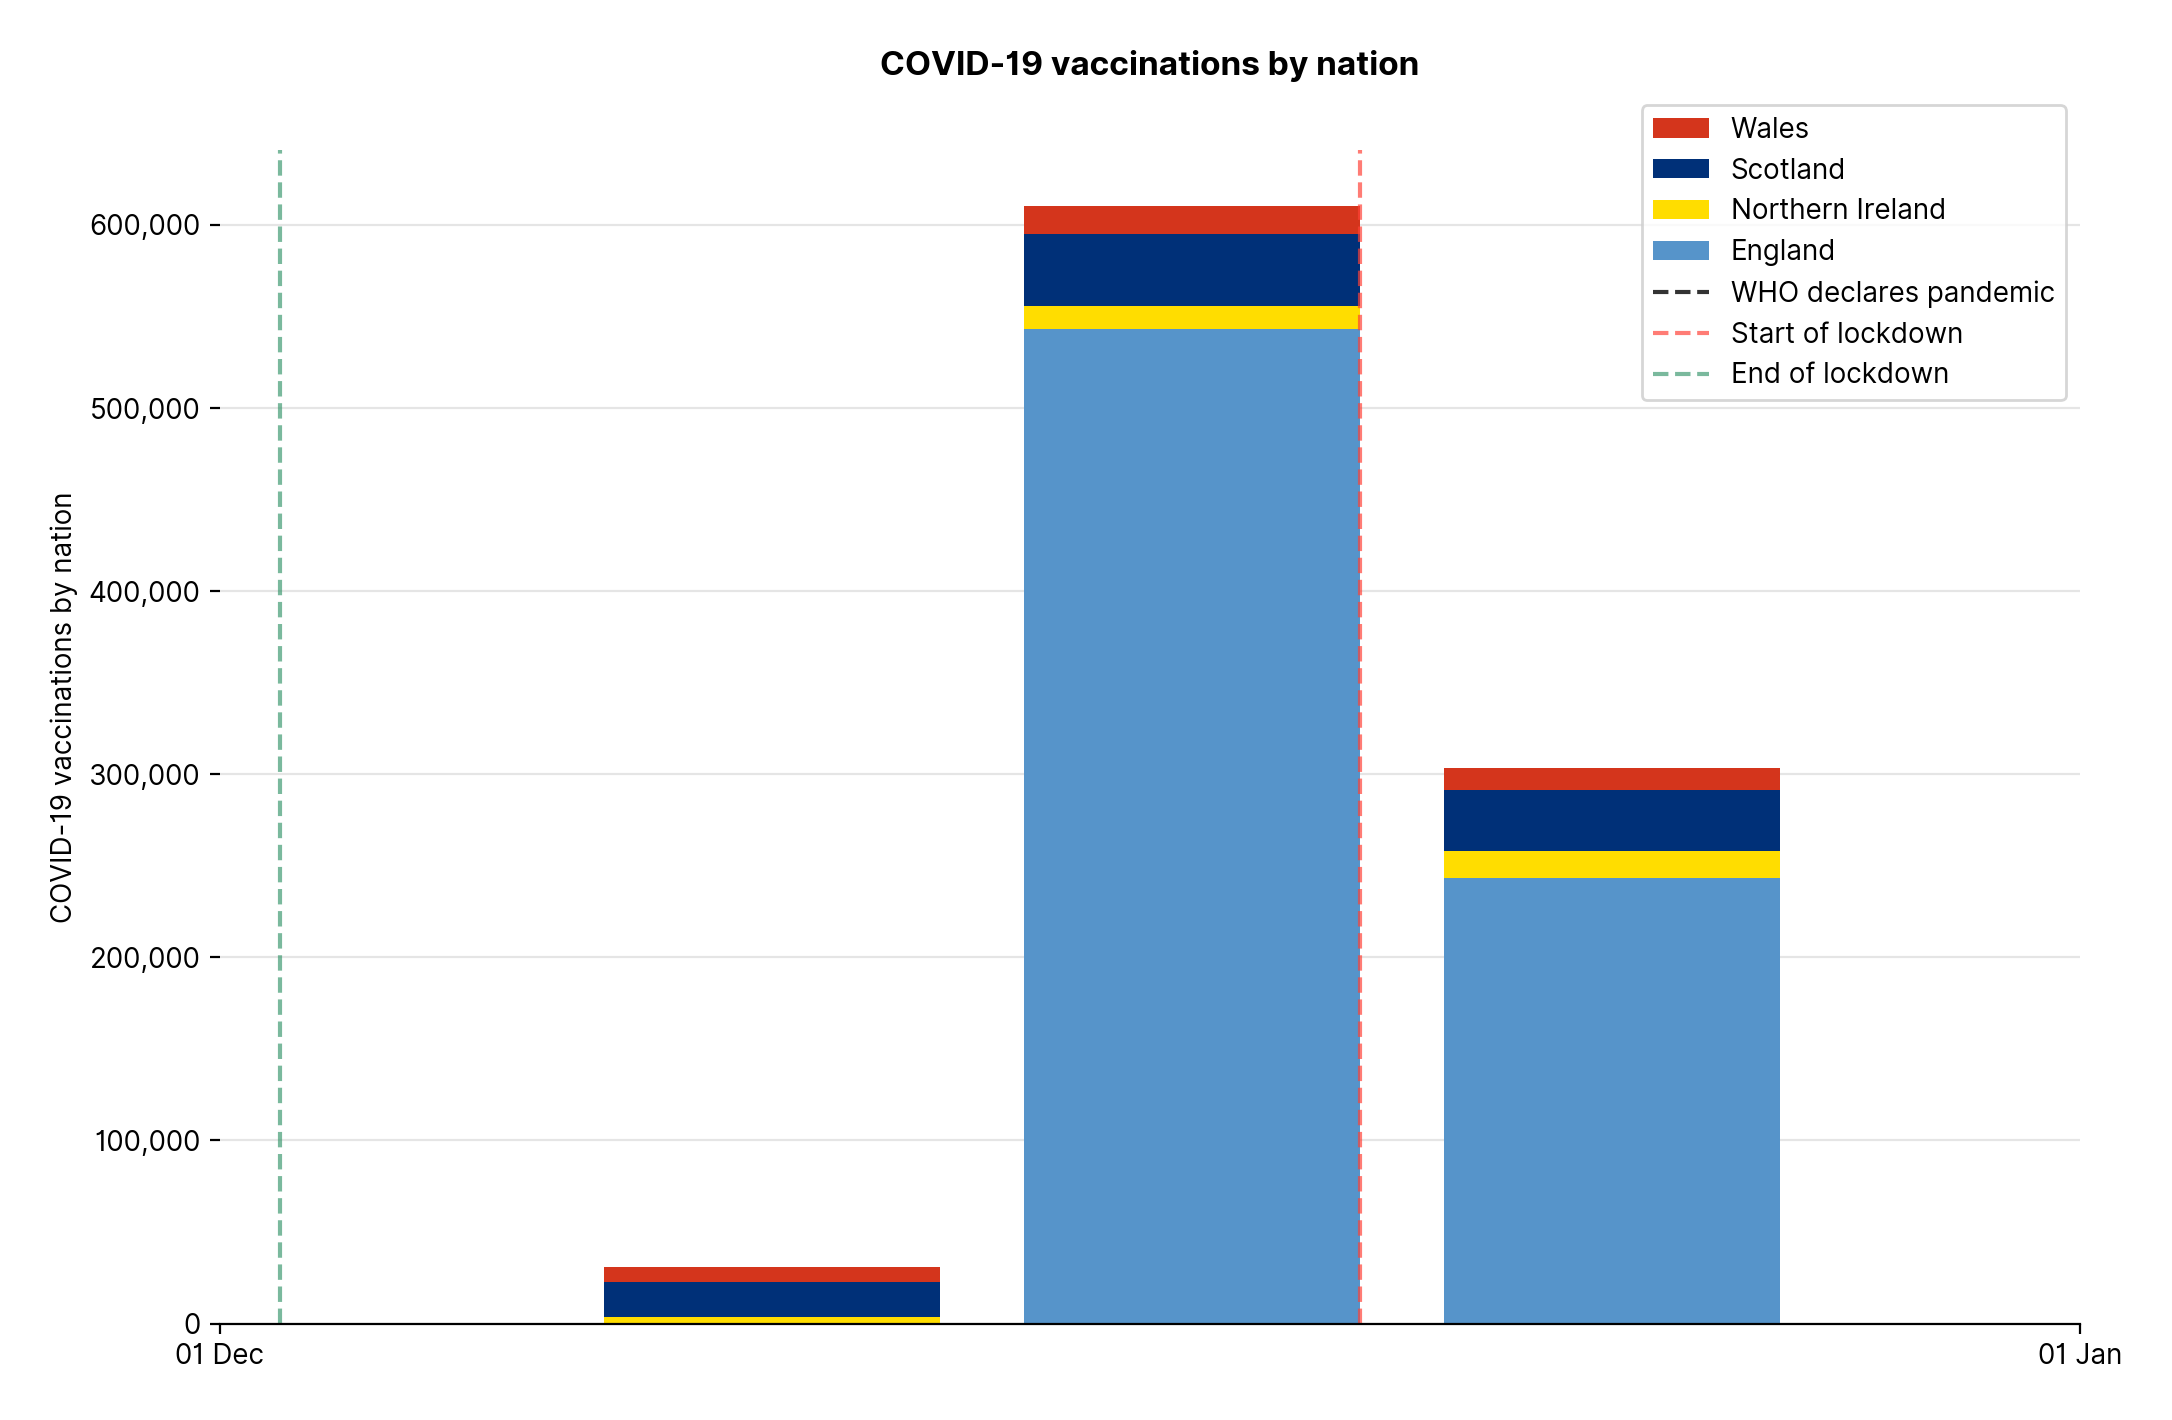 COVID-19 vaccinations by nation
Wales
Scotland
Northern Ireland
England
WHO declares pandemic
Start of lockdown
End of lockdown
COVID-19 vaccinations by nation
600,000
500,000
400,000
300,000
200,000
100,000
0
01 Dec
01 Jan